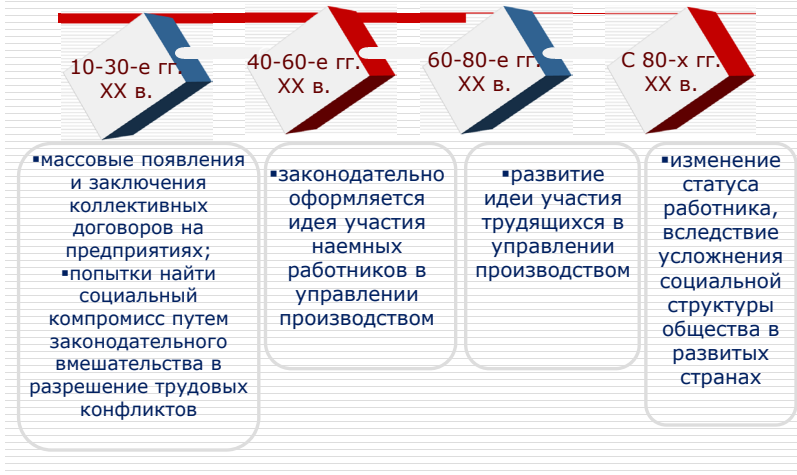 10-30-е гг.
XX в.
40-60-е гг.
XX в.
60-80-е гг.
XX в.
С 80-х гг.
XX в.
▪массовые появления
и заключения
коллективных
договоров на
предприятиях;
▪попытки найти
социальный
компромисс путем
законодательного
вмешательства в
разрешение трудовых
конфликтов
▪законодательно
оформляется
идея участия
наемных
работников в
управлении
производством
▪развитие
идеи участия
трудящихся в
управлении
производством
▪изменение
статуса
работника,
вследствие
усложнения
социальной
структуры
общества в
развитых
странах